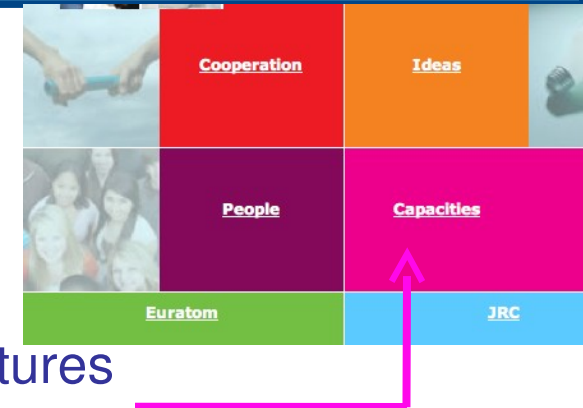 Cooperation Ideas
People Capacities
Euratom JRC
tures